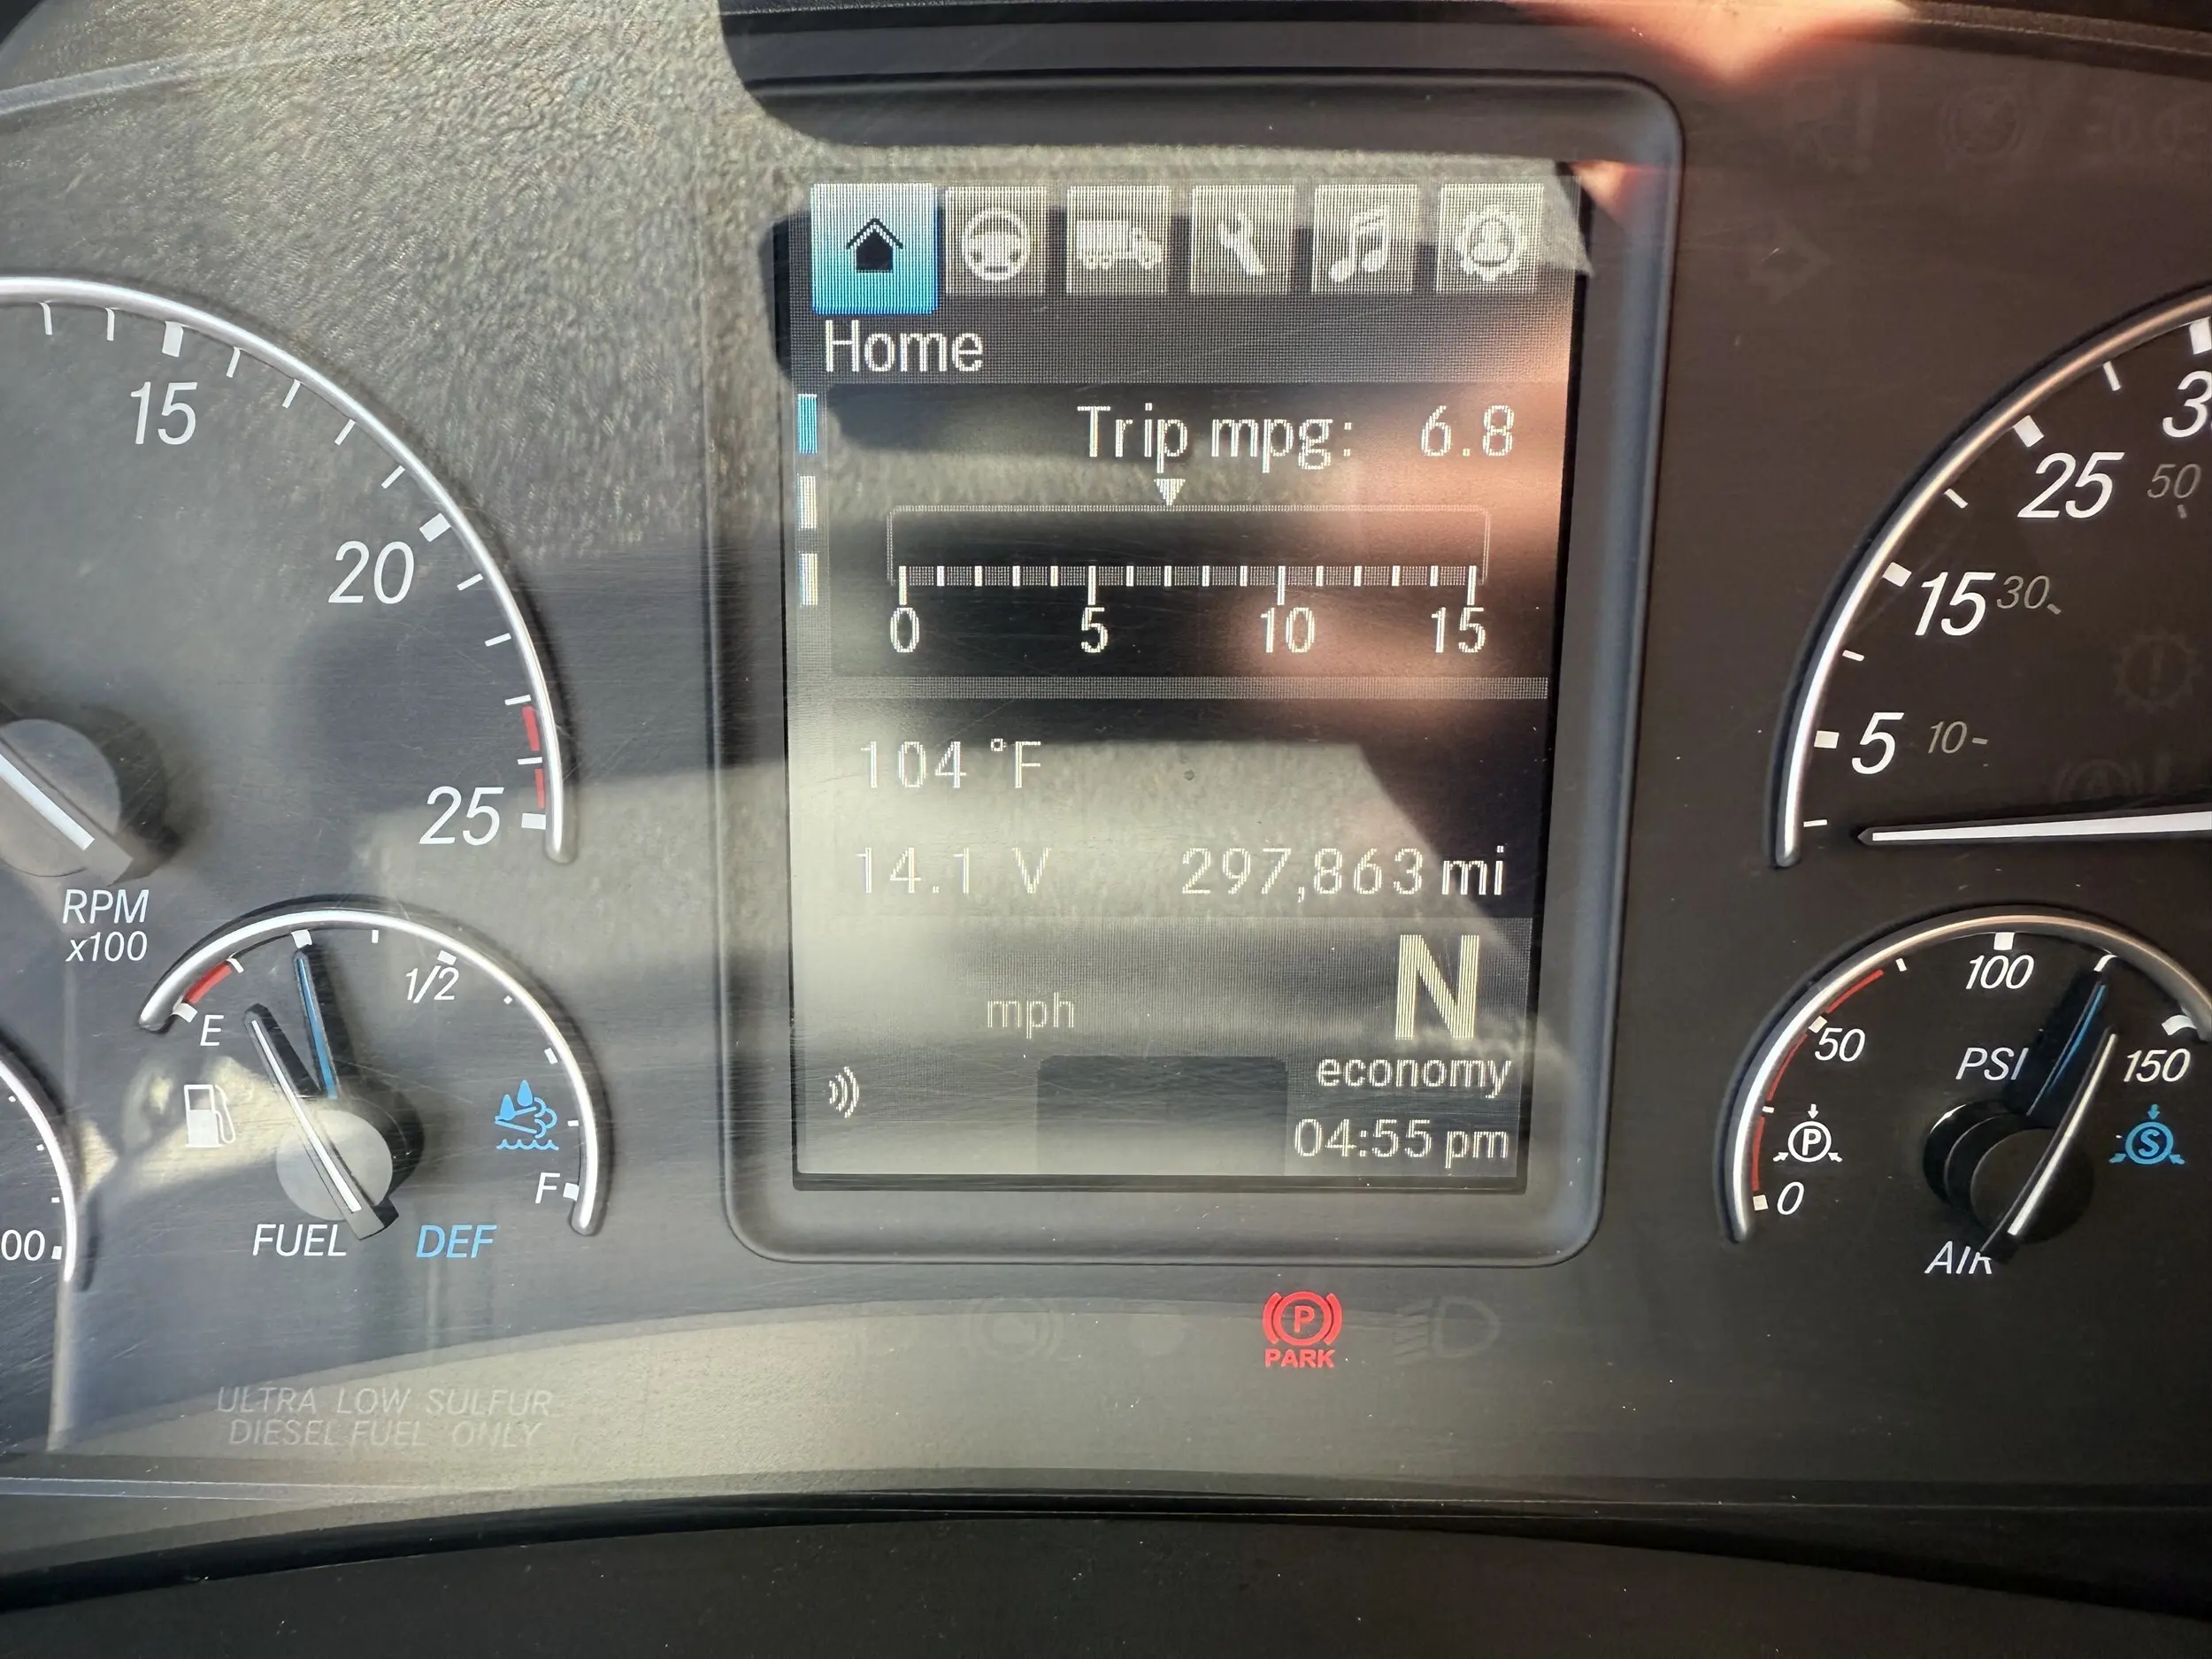 Home
Trip mpg: 6.8
0 5 10 15
104 °F
14.1 V 297,863 mi
mph N
economy
04:55 pm
15
20
25
RPM
x100
E
1/2
F
FUEL DEF
00
ULTRA LOW SULFUR
DIESEL FUEL ONLY
P
PARK
25 50
15 30
5 10
100
50
PSI
150
P
S
0
AIR